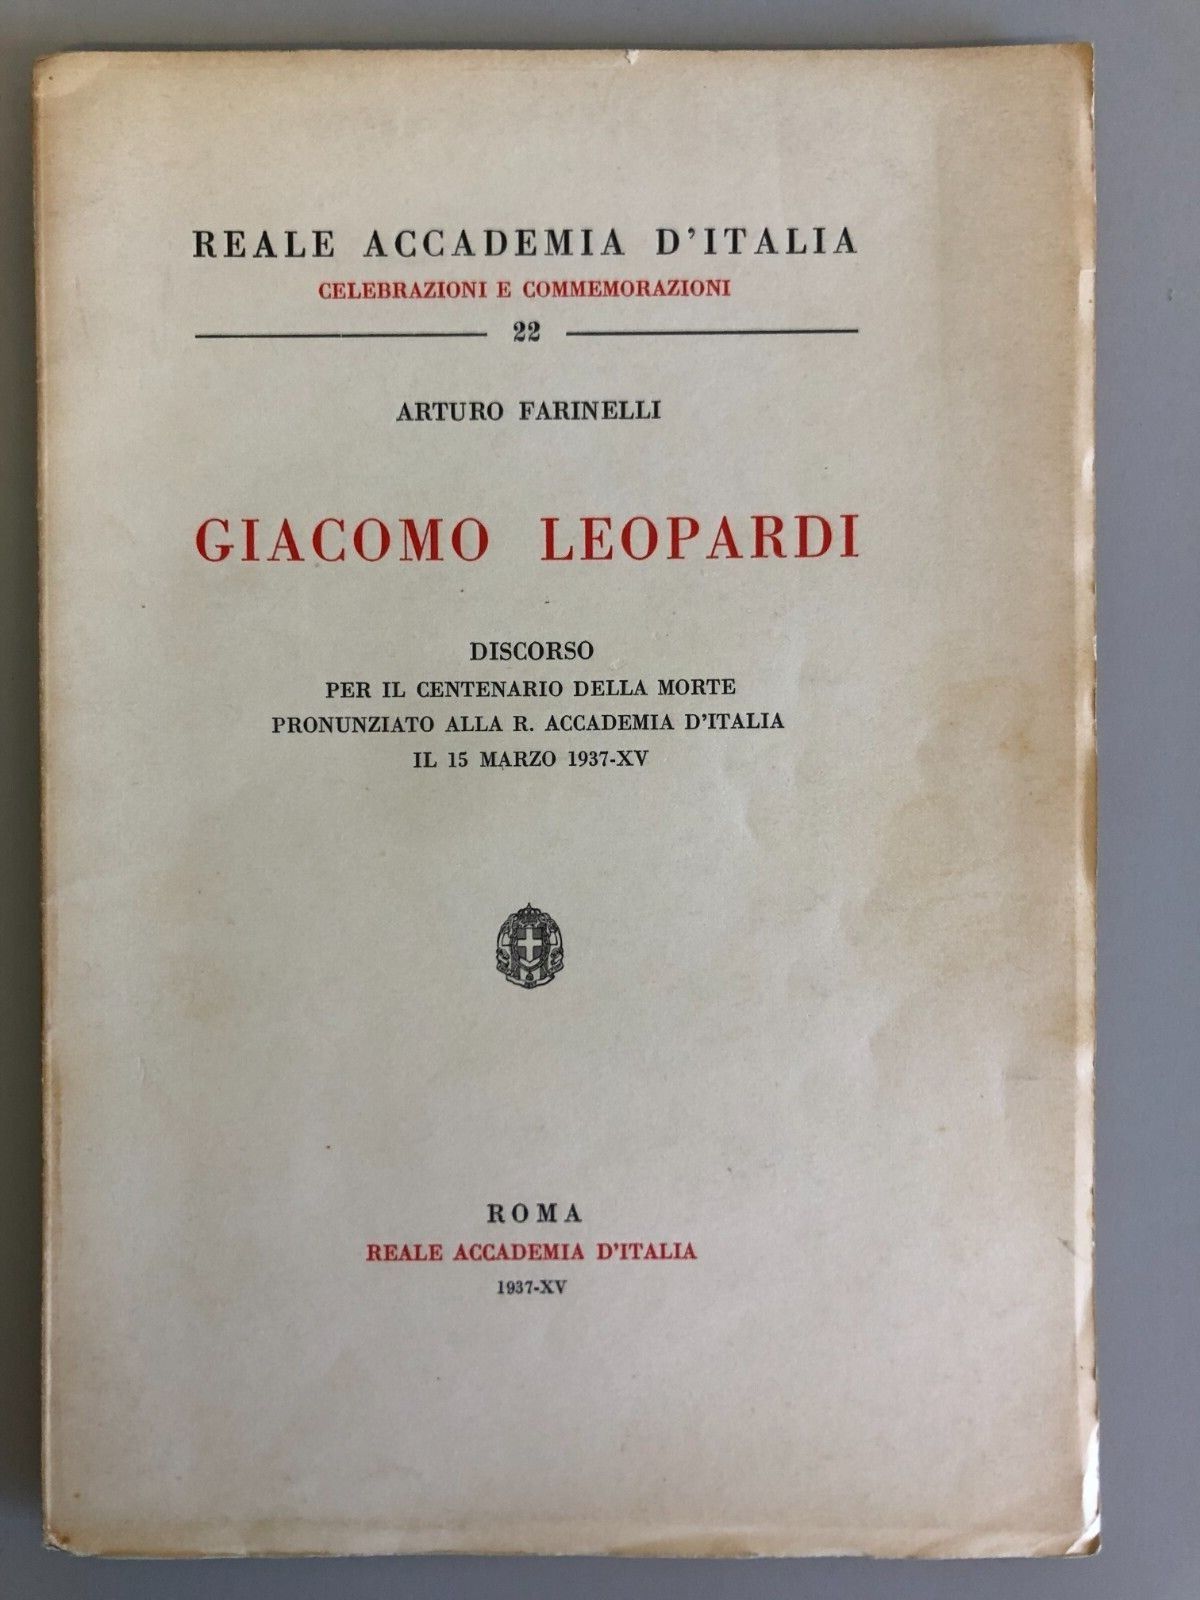 REALE ACCADEMIA D'ITALIA
CELEBRAZIONI E COMMEMORAZIONI
22
ARTURO FARINELLI
GIACOMO LEOPARDI
DISCORSO
PER IL CENTENARIO DELLA MORTE
PRONUNZIATO ALLA R. ACCADEMIA D'ITALIA
IL 15 MARZO 1937-XV
ROMA
REALE ACCADEMIA D'ITALIA
1937-XV